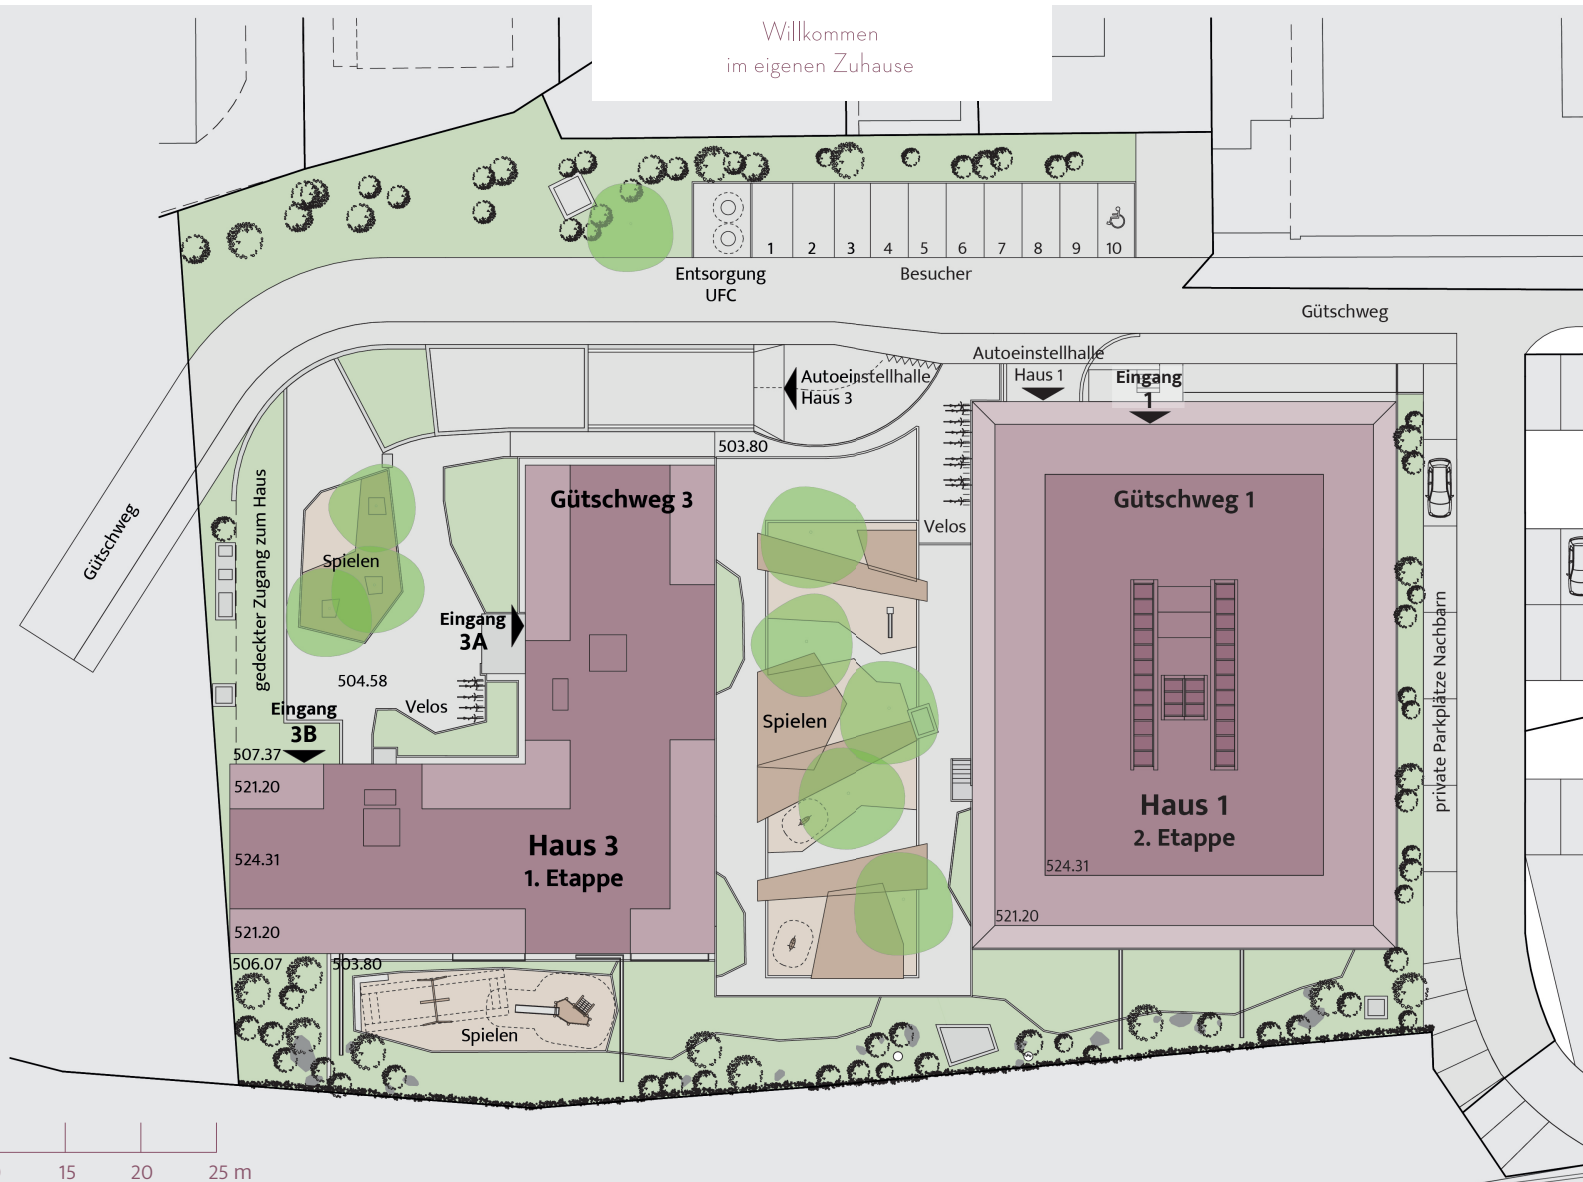 Willkommen
im eigenen Zuhause
1 2 3 4 5 6 7 8 9 10
Entsorgung
UFC
Besucher
Gütschweg
Autoeinstellhalle
Haus 1
Eingang
1
Autoeinstellhalle
Haus 3
503.80
Gütschweg
gedeckter Zugang zum Haus
Spielen
Gütschweg 3
Velos
Gütschweg 1
Eingang
3A
504.58
Velos
Eingang
3B
507.37
521.20
Spielen
private Parkplätze Nachbarn
Haus 3
1. Etappe
524.31
Haus 1
2. Etappe
524.31
521.20
521.20
506.07
503.80
Spielen
15 20 25 m